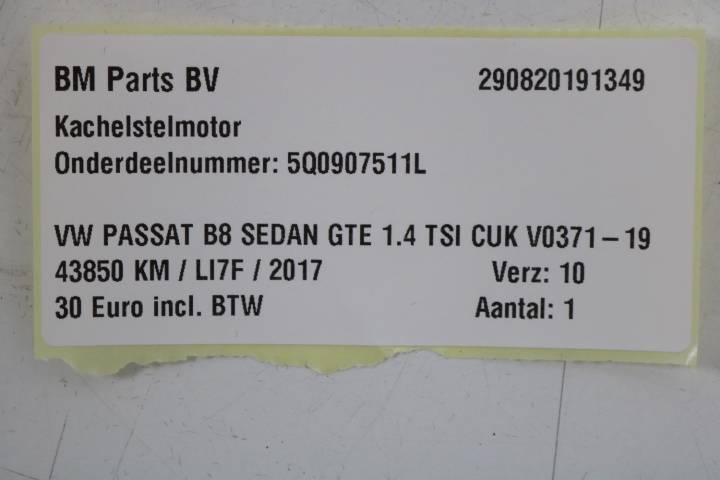 BM Parts BV 290820191349
Kachelstelmotor
Onderdeelnummer: 5Q0907511L
VW PASSAT B8 SEDAN GTE 1.4 TSI CUK V0371-19
43850 KM / LI7F / 2017 Verz: 10
30 Euro incl. BTW Aantal: 1